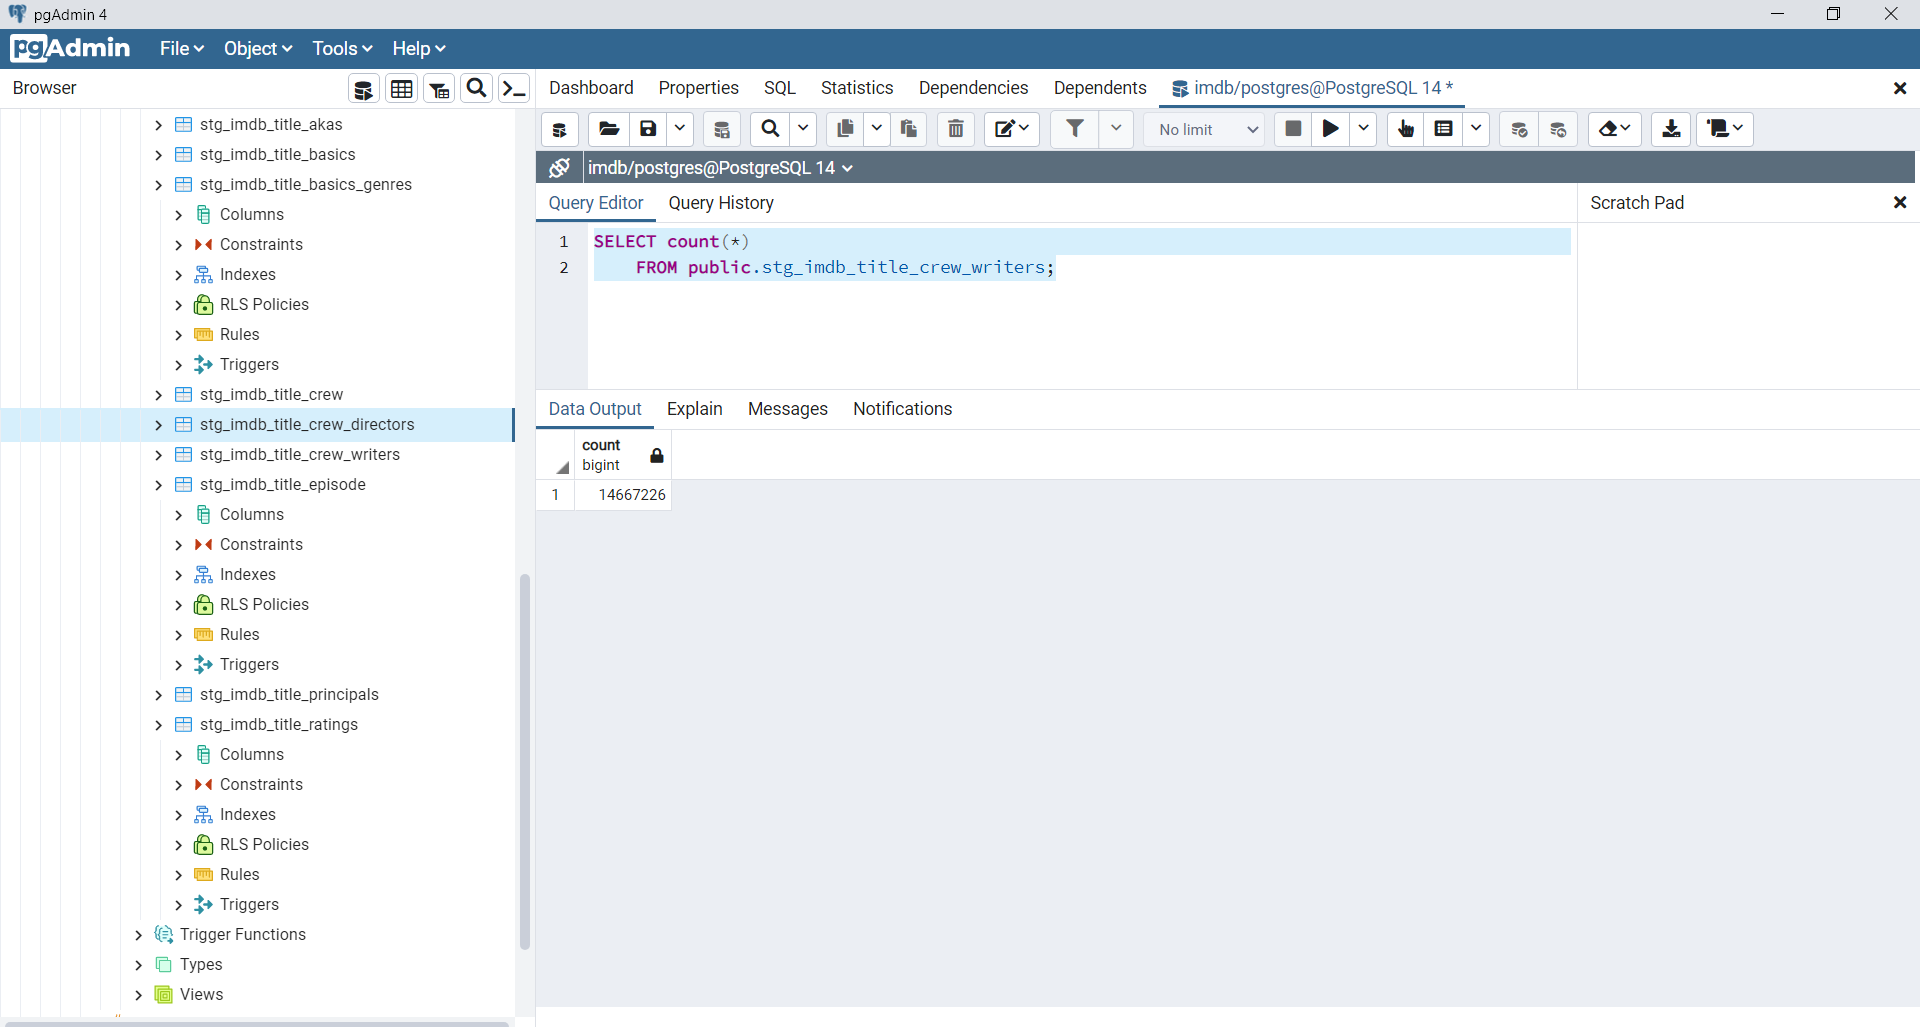 pgAdmin 4
pgAdmin File Object Tools Help
Browser
Dashboard Properties SQL Statistics Dependencies Dependents imdb/postgres@PostgreSQL 14 *
No limit
imdb/postgres@PostgreSQL 14
Query Editor Query History
Scratch Pad
1 SELECT count(*)
2 FROM public.stg_imdb_title_crew_writers;
Data Output Explain Messages Notifications
count
bigint
1 14667226
stg_imdb_title_akas
stg_imdb_title_basics
stg_imdb_title_basics_genres
Columns
Constraints
Indexes
RLS Policies
Rules
Triggers
stg_imdb_title_crew
stg_imdb_title_crew_directors
stg_imdb_title_crew_writers
stg_imdb_title_episode
Columns
Constraints
Indexes
RLS Policies
Rules
Triggers
stg_imdb_title_principals
stg_imdb_title_ratings
Columns
Constraints
Indexes
RLS Policies
Rules
Triggers
Trigger Functions
Types
Views